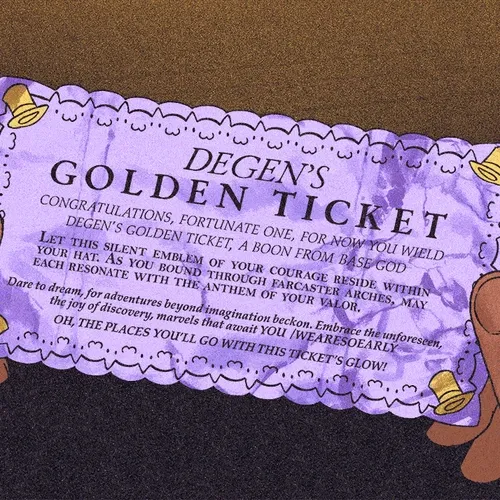 DEGEN'S
GOLDEN TICKET
CONGRATULATIONS, FORTUNATE ONE, FOR NOW YOU WIELD
DEGEN'S GOLDEN TICKET, A BOON FROM BASE GOD
LET THIS SILENT EMBLEM OF YOUR COURAGE RESIDE WITHIN
YOUR HAT. AS YOU BOUND THROUGH FARCASTER ARCHES, MAY
EACH RESONATE WITH THE ANTHEM OF YOUR VALOR.
Dare to dream, for adventures beyond imagination beckon. Embrace the unforeseen,
the joy of discovery, marvels that await YOU /WEARESOEARLY
OH, THE PLACES YOU'LL GO WITH THIS TICKET'S GLOW!